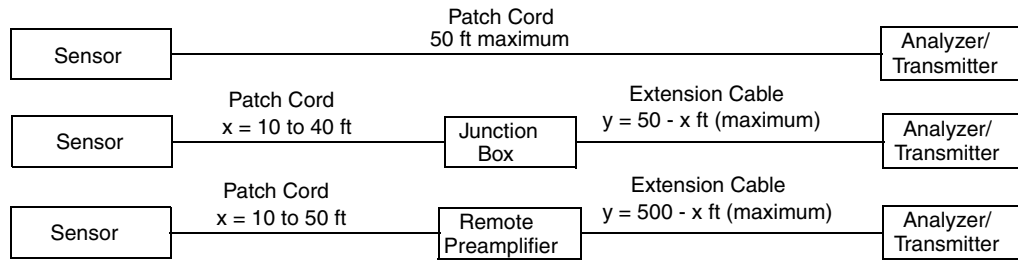 Patch Cord
50 ft maximum
Sensor
Analyzer/
Transmitter
Patch Cord
x = 10 to 40 ft
Extension Cable
y = 50 - x ft (maximum)
Sensor
Junction
Box
Analyzer/
Transmitter
Patch Cord
x = 10 to 50 ft
Extension Cable
y = 500 - x ft (maximum)
Sensor
Remote
Preamplifier
Analyzer/
Transmitter